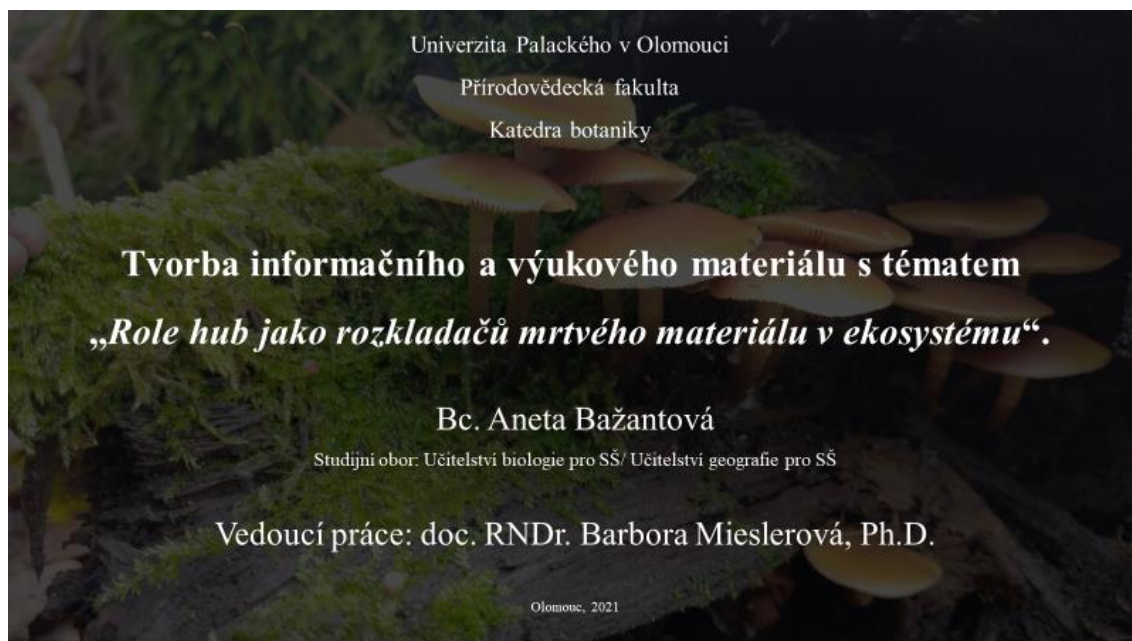 Univerzita Palackého v Olomouci
Přírodovědecká fakulta
Katedra botaniky
Tvorba informačního a výukového materiálu s tématem
„Role hub jako rozkladačů mrtvého materiálu v ekosystému“.
Bc. Aneta Bažantová
Studijní obor: Učitelství biologie pro SŠ/ Učitelství geografie pro SŠ
Vedoucí práce: doc. RNDr. Barbora Mieslerová, Ph.D.
Olomouc, 2021